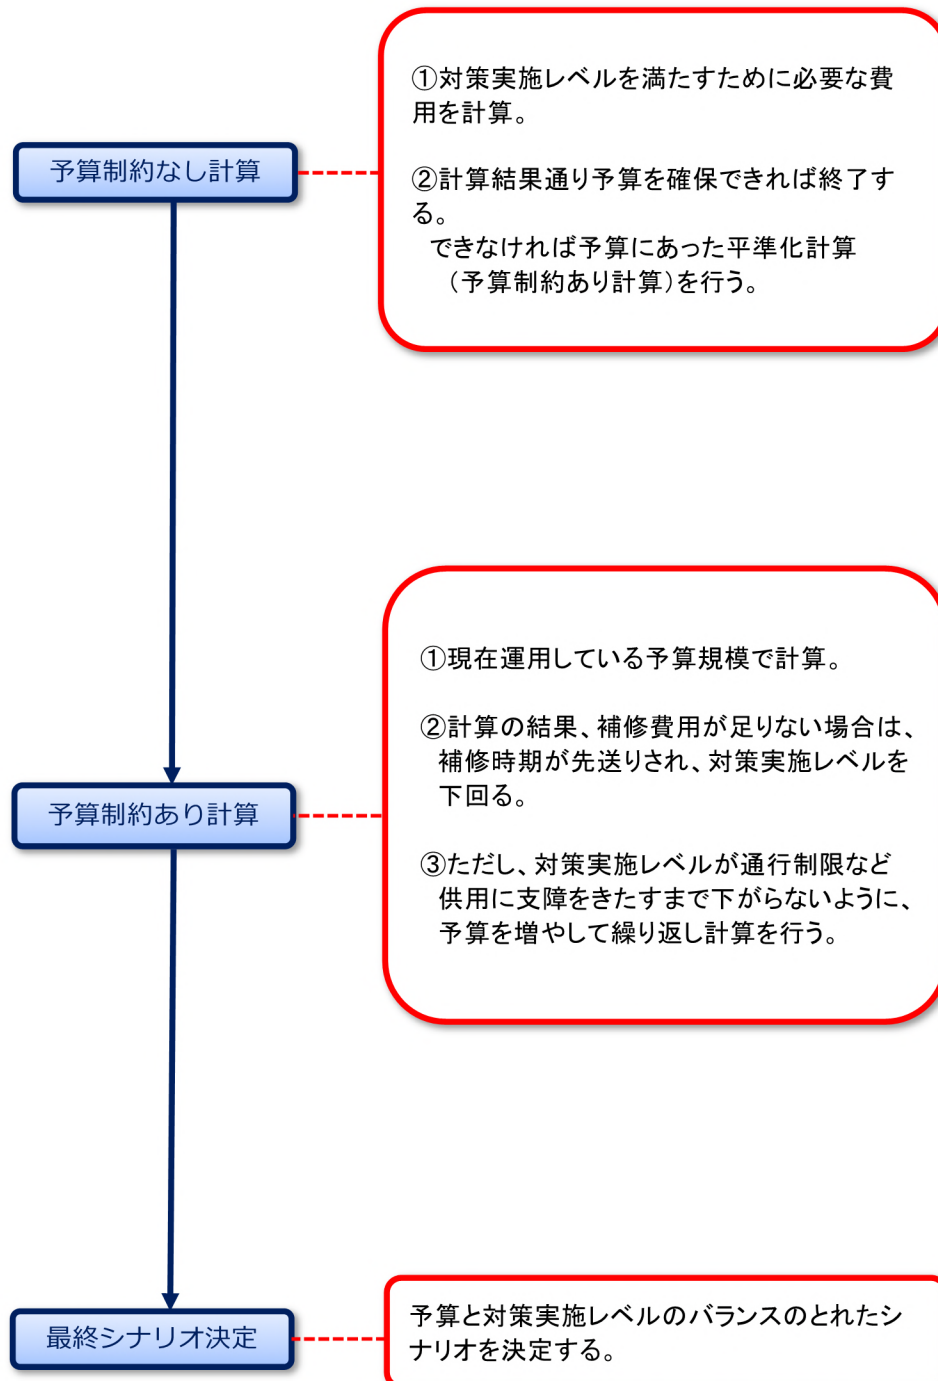 予算制約なし計算
①対策実施レベルを満たすために必要な費
用を計算。
②計算結果通り予算を確保できれば終了す
る。
できなければ予算にあった平準化計算
（予算制約あり計算）を行う。
予算制約あり計算
①現在運用している予算規模で計算。
②計算の結果、補修費用が足りない場合は、
補修時期が先送りされ、対策実施レベルを
下回る。
③ただし、対策実施レベルが通行制限など
供用に支障をきたすまで下がらないように、
予算を増やして繰り返し計算を行う。
最終シナリオ決定
予算と対策実施レベルのバランスのとれたシ
ナリオを決定する。